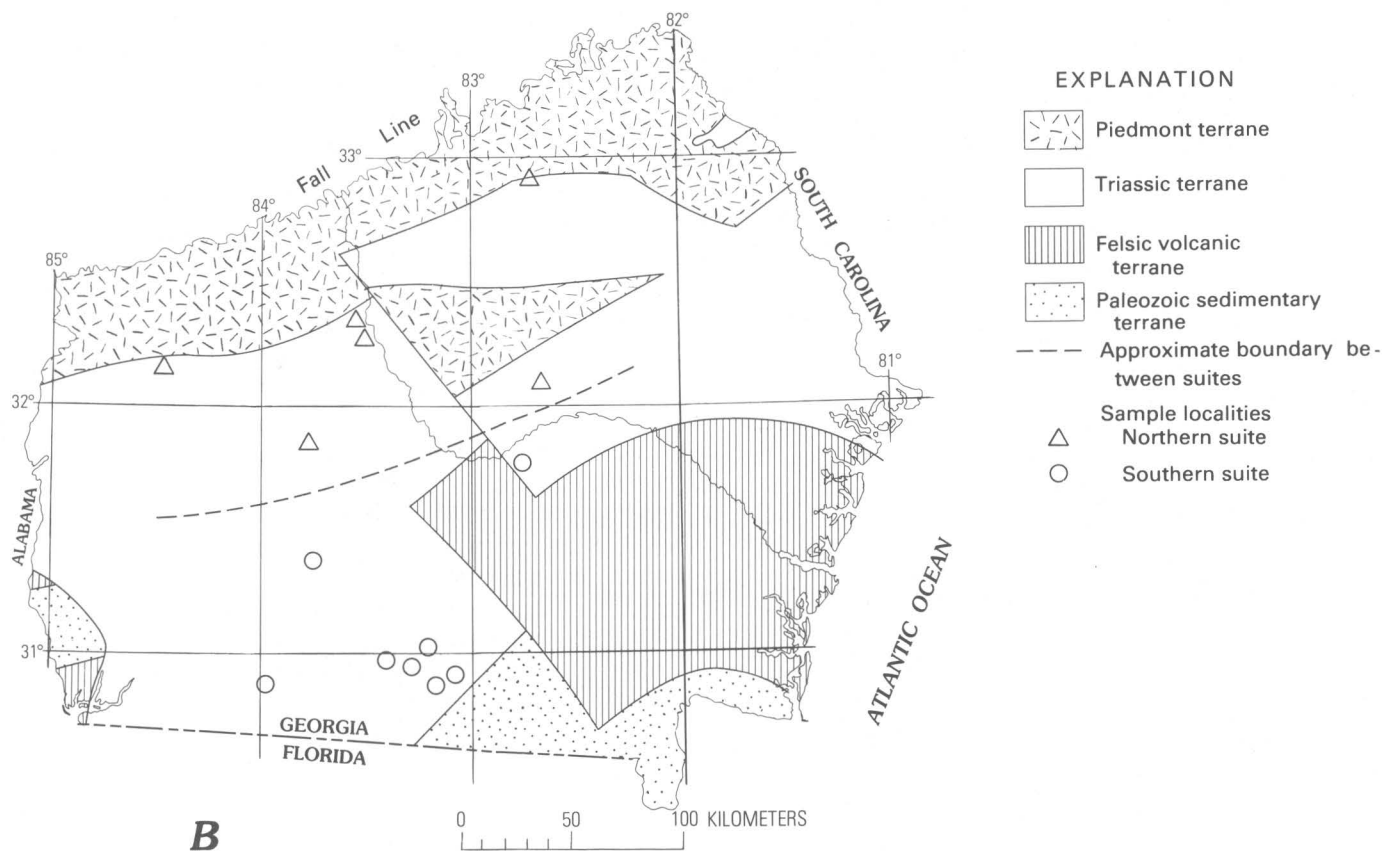 82°
83°
Fall Line
33°
84°
85°
SOUTH CAROLINA
81°
32°
ALABAMA
31°
ATLANTIC OCEAN
GEORGIA
FLORIDA
B
0 50 100 KILOMETERS
EXPLANATION
Piedmont terrane
Triassic terrane
Felsic volcanic
terrane
Paleozoic sedimentary
terrane
Approximate boundary be-
tween suites
Sample localities
Northern suite
Southern suite